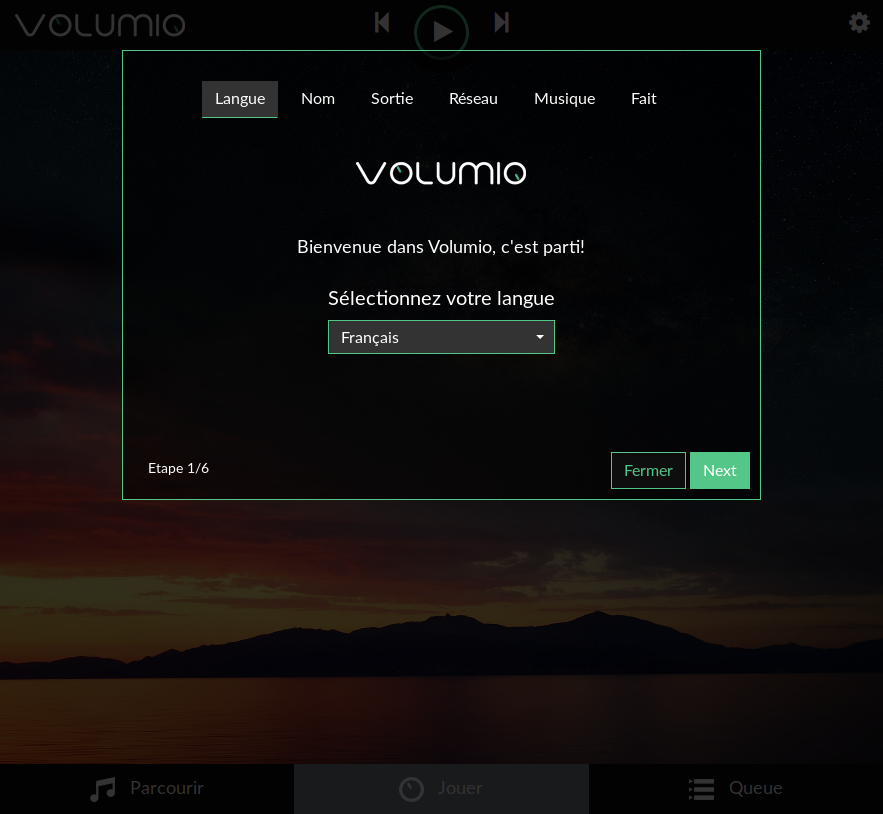 VOLUMIO
Langue Nom Sortie Réseau Musique Fait
VOLUMIO
Bienvenue dans Volumio, c'est parti!
Sélectionnez votre langue
Français
Etape 1/6 Fermer Next
Parcourir Jouer Queue